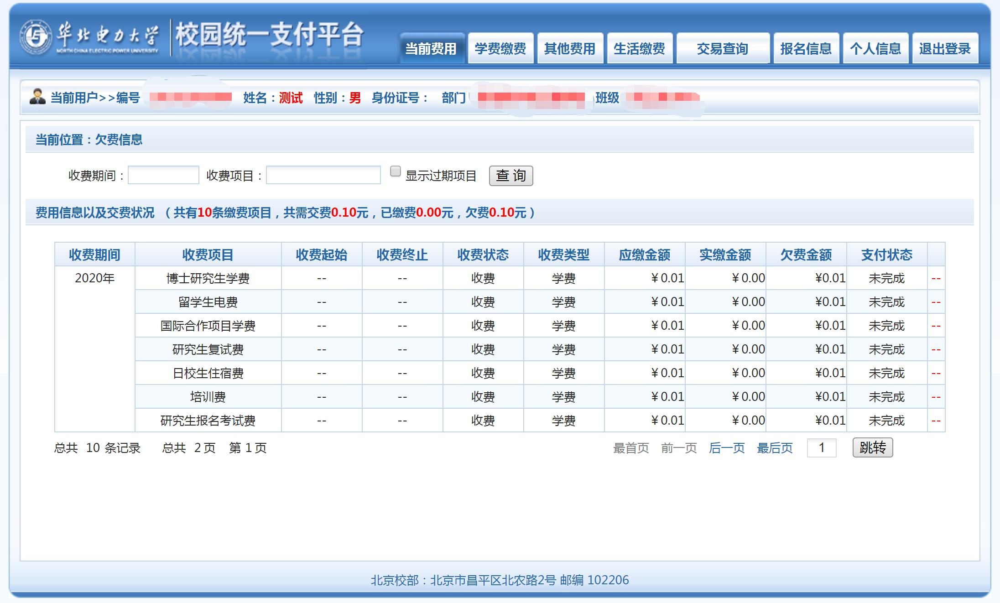 华北电力大学 校园统一支付平台
NORTH CHINA ELECTRIC POWER UNIVERSITY
当前费用 学费缴费 其他费用 生活缴费 交易查询 报名信息 个人信息 退出登录
当前用户>>编号 姓名：测试 性别：男 身份证号： 部门 班级
当前位置：欠费信息
收费期间： 收费项目： 显示过期项目 查 询
费用信息以及交费状况 （共有10条缴费项目，共需交费0.10元，已缴费0.00元，欠费0.10元）
收费期间 收费项目 收费起始 收费终止 收费状态 收费类型 应缴金额 实缴金额 欠费金额 支付状态
2020年 博士研究生学费 -- -- 收费 学费 ￥0.01 ￥0.00 ¥0.01 未完成 --
留学生电费 -- -- 收费 学费 ￥0.01 ￥0.00 ¥0.01 未完成 --
国际合作项目学费 -- -- 收费 学费 ￥0.01 ￥0.00 ¥0.01 未完成 --
研究生复试费 -- -- 收费 学费 ￥0.01 ￥0.00 ¥0.01 未完成 --
日校生住宿费 -- -- 收费 学费 ￥0.01 ￥0.00 ¥0.01 未完成 --
培训费 -- -- 收费 学费 ￥0.01 ￥0.00 ¥0.01 未完成 --
研究生报名考试费 -- -- 收费 学费 ￥0.01 ￥0.00 ¥0.01 未完成 --
总共 10 条记录 总共 2页 第 1页 最首页 前一页 后一页 最后页 1 跳转
北京校部：北京市昌平区北农路2号 邮编 102206